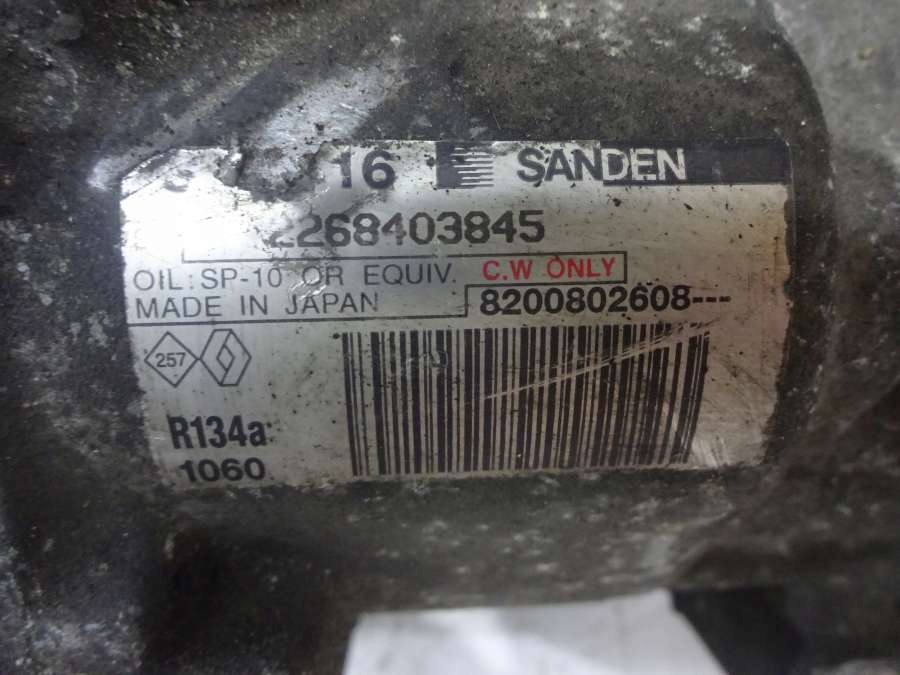 16 SANDEN
2268403845
OIL: SP-10 OR EQUIV. C.W ONLY
MADE IN JAPAN 8200802608---
257
R134a
1060